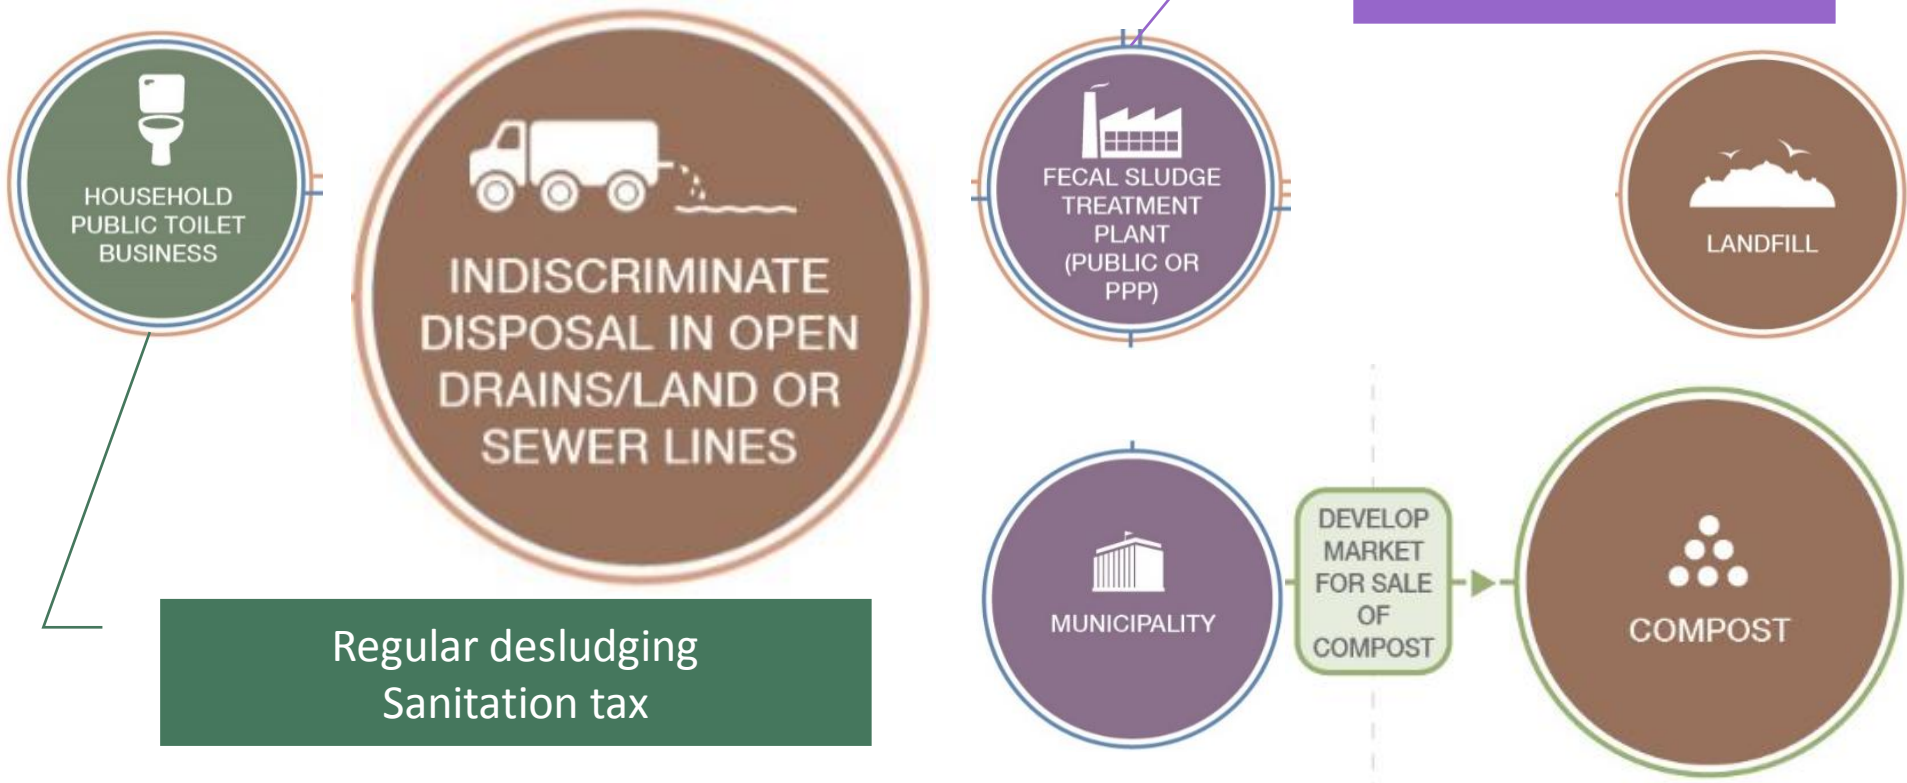 HOUSEHOLD
PUBLIC TOILET
BUSINESS
INDISCRIMINATE
DISPOSAL IN OPEN
DRAINS/LAND OR
SEWER LINES
FECAL SLUDGE
TREATMENT
PLANT
(PUBLIC OR
PPP)
LANDFILL
Regular desludging
Sanitation tax
MUNICIPALITY
DEVELOP
MARKET
FOR SALE
OF
COMPOST
COMPOST